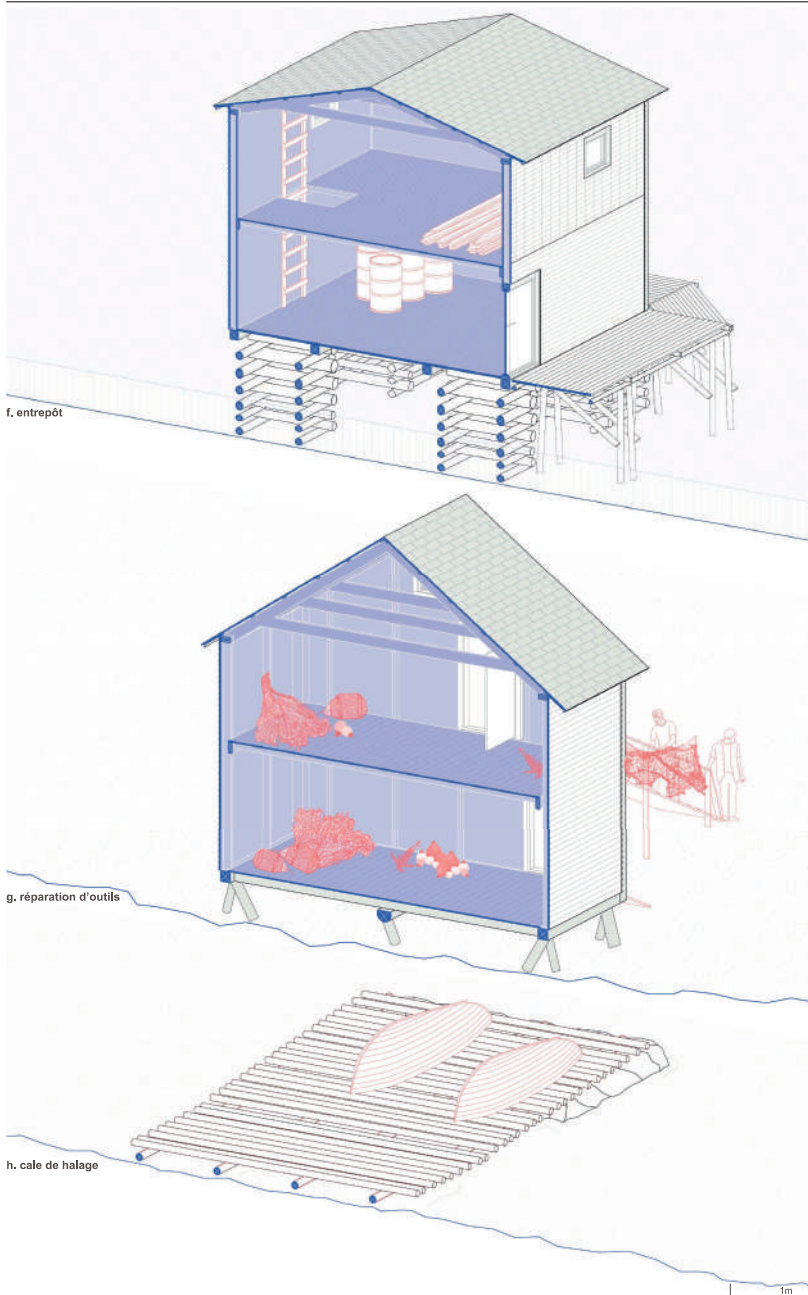 f. entrepôt
g. réparation d'outils
h. cale de halage
1m